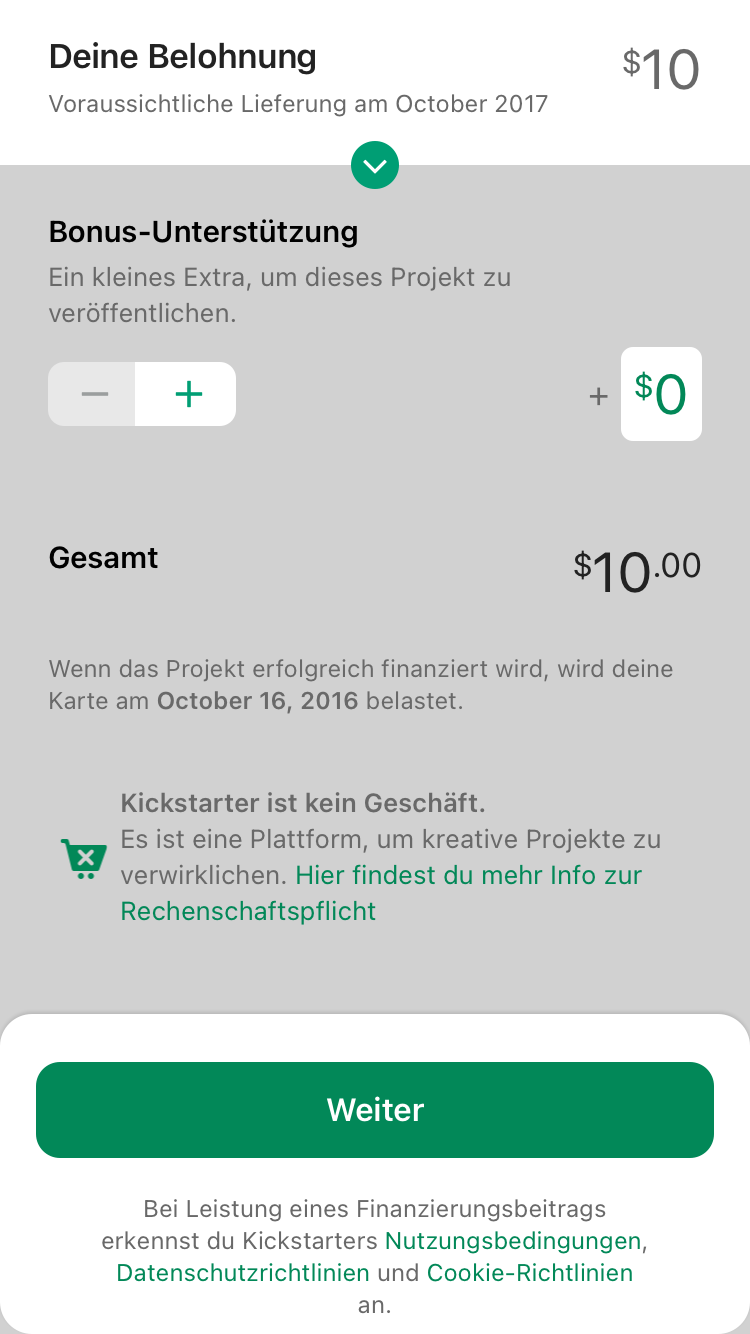 Deine Belohnung
$10
Voraussichtliche Lieferung am October 2017
Bonus-Unterstützung
Ein kleines Extra, um dieses Projekt zu
veröffentlichen.
− +
+ $0
Gesamt
$10.00
Wenn das Projekt erfolgreich finanziert wird, wird deine
Karte am October 16, 2016 belastet.
Kickstarter ist kein Geschäft.
Es ist eine Plattform, um kreative Projekte zu
verwirklichen. Hier findest du mehr Info zur
Rechenschaftspflicht
Weiter
Bei Leistung eines Finanzierungsbeitrags
erkennst du Kickstarters Nutzungsbedingungen,
Datenschutzrichtlinien und Cookie-Richtlinien
an.